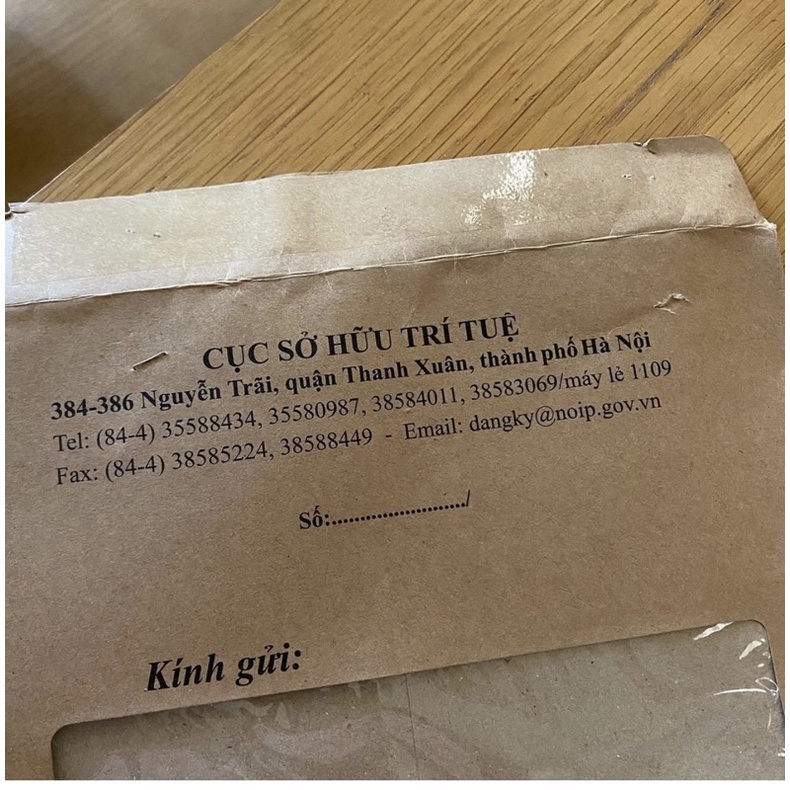 CỤC SỞ HỮU TRÍ TUỆ
384-386 Nguyễn Trãi, quận Thanh Xuân, thành phố Hà Nội
Tel: (84-4) 35588434, 35580987, 38584011, 38583069/máy lẻ 1109
Fax: (84-4) 38585224, 38588449 - Email: dangky@noip.gov.vn
Số:......................../
Kính gửi: